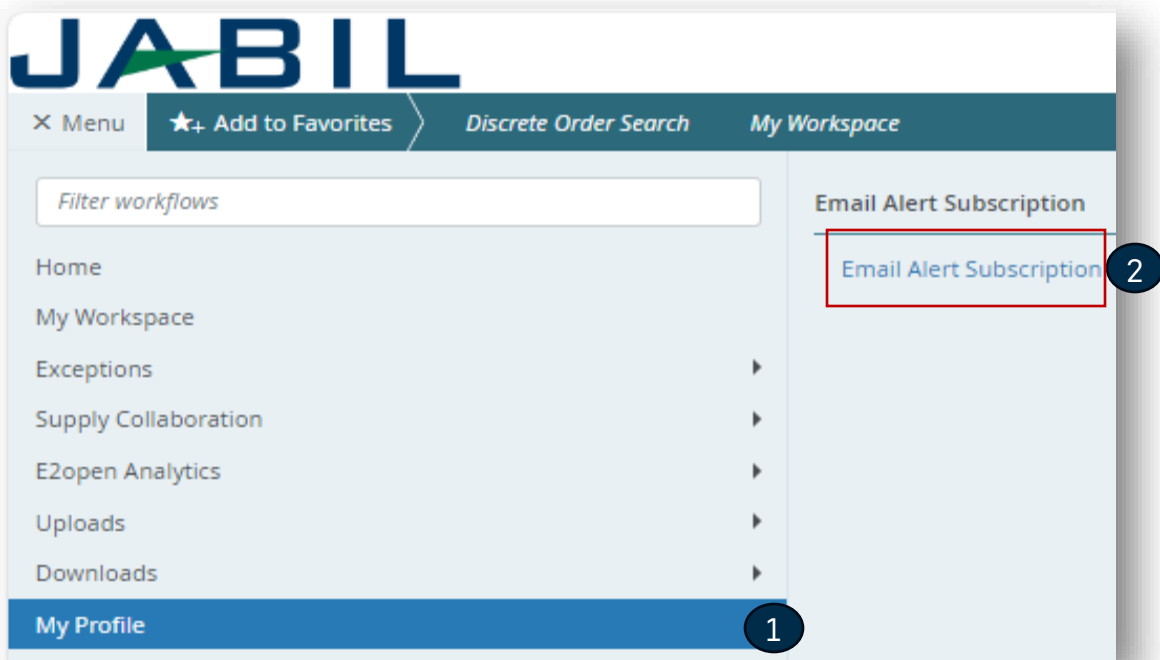 JABIL
× Menu
★+ Add to Favorites
Discrete Order Search
My Workspace
Filter workflows
Home
My Workspace
Exceptions
Supply Collaboration
E2open Analytics
Uploads
Downloads
My Profile
1
Email Alert Subscription
Email Alert Subscription
2